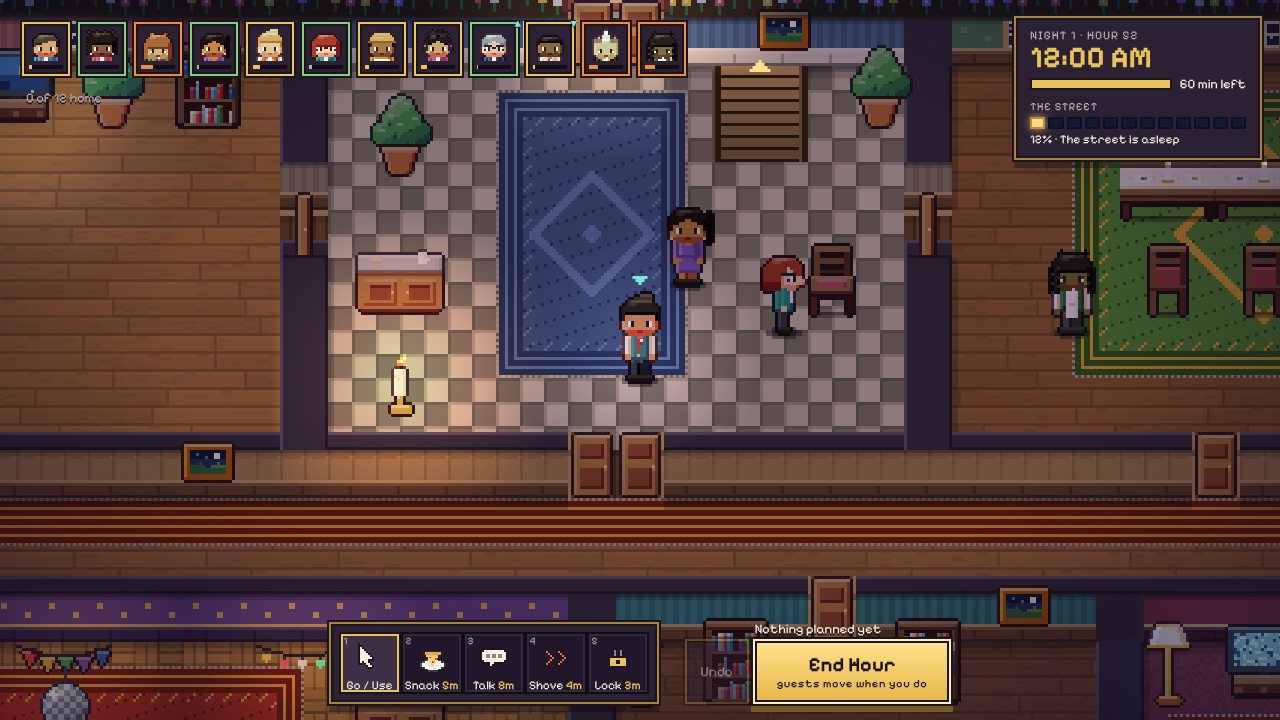 0 of 12 home
NIGHT 1 · HOUR 52
12:00 AM
60 min left
THE STREET
12% · The street is asleep
Nothing planned yet
1
Go / Use
2
Snack 5m
3
Talk 8m
4
Shove 4m
5
Lock 3m
Undo
End Hour
guests move when you do